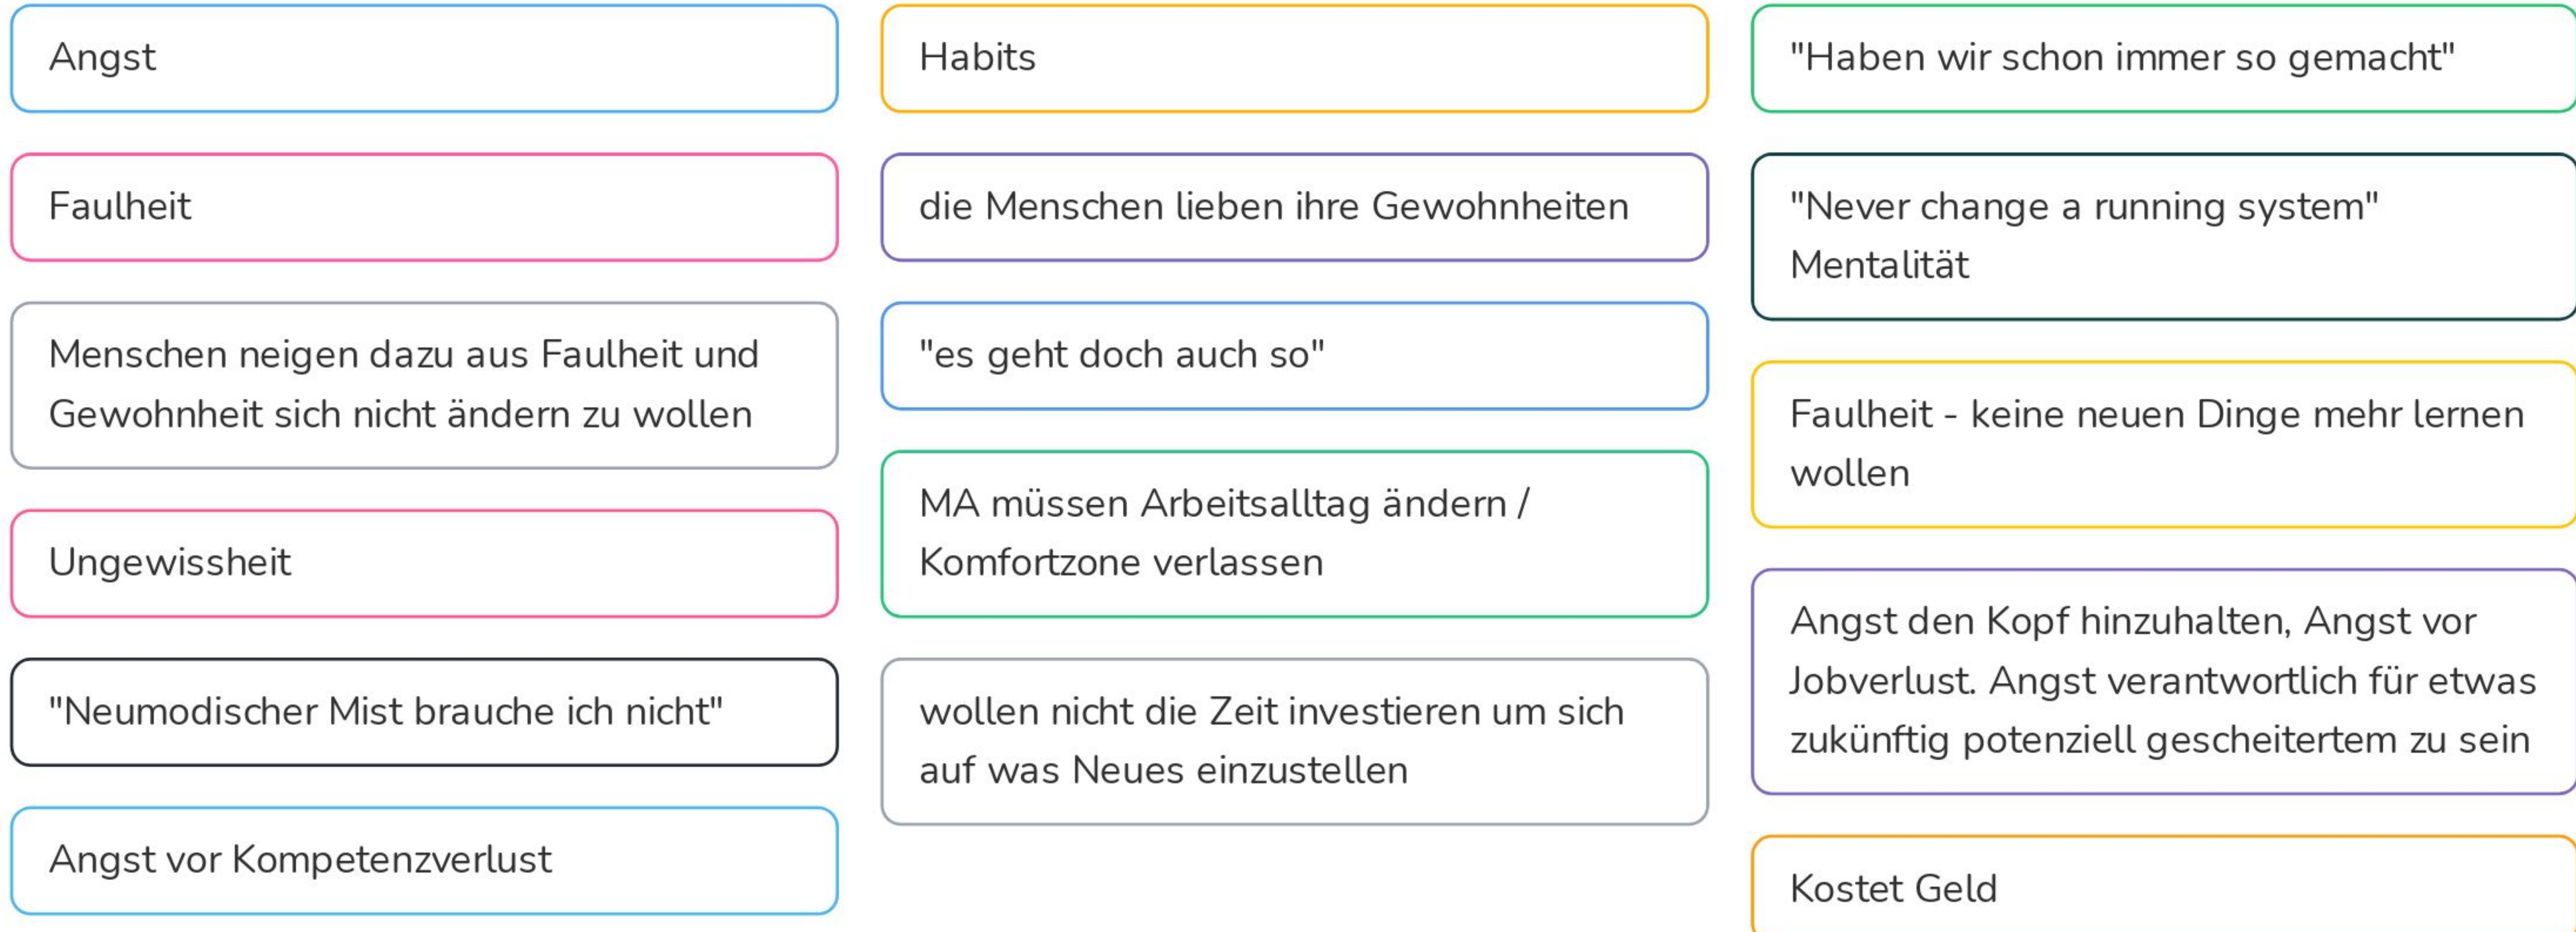 Angst
Faulheit
Menschen neigen dazu aus Faulheit und
Gewohnheit sich nicht ändern zu wollen
Ungewissheit
"Neumodischer Mist brauche ich nicht"
Angst vor Kompetenzverlust
Habits
die Menschen lieben ihre Gewohnheiten
"es geht doch auch so"
MA müssen Arbeitsalltag ändern /
Komfortzone verlassen
wollen nicht die Zeit investieren um sich
auf was Neues einzustellen
"Haben wir schon immer so gemacht"
"Never change a running system"
Mentalität
Faulheit - keine neuen Dinge mehr lernen
wollen
Angst den Kopf hinzuhalten, Angst vor
Jobverlust. Angst verantwortlich für etwas
zukünftig potenziell gescheitertem zu sein
Kostet Geld